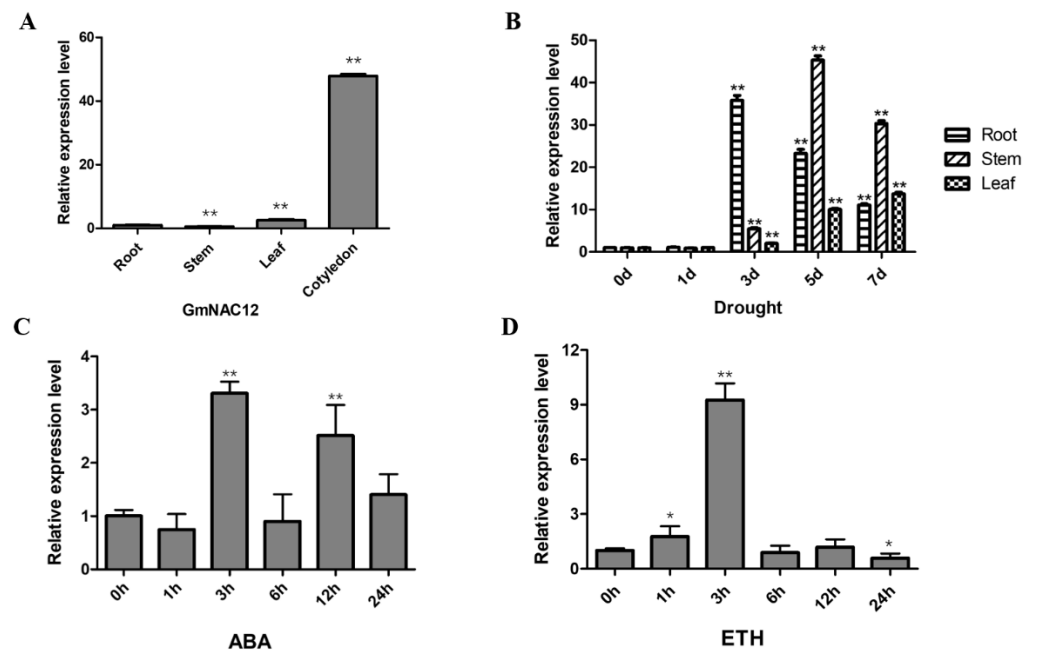 A
Relative expression level
60
40
20
0
**
**
**
Root
Stem
Leaf
Cotyledon
GmNAC12
B
Relative expression level
50
40
30
20
10
0
**
**
**
**
**
**
**
**
**
0d
1d
3d
5d
7d
Drought
Root
Stem
Leaf
C
Relative expression level
4
3
2
1
0
**
**
0h
1h
3h
6h
12h
24h
ABA
D
Relative expression level
12
9
6
3
0
*
**
*
0h
1h
3h
6h
12h
24h
ETH